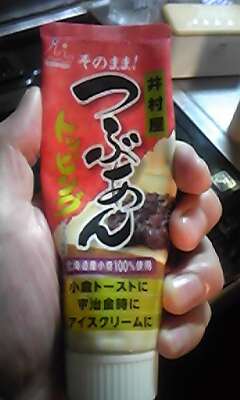 そのまま!
井村屋
つぶあん
トッピング
北海道産小豆100%使用
小倉トーストに
宇治金時に
アイスクリームに